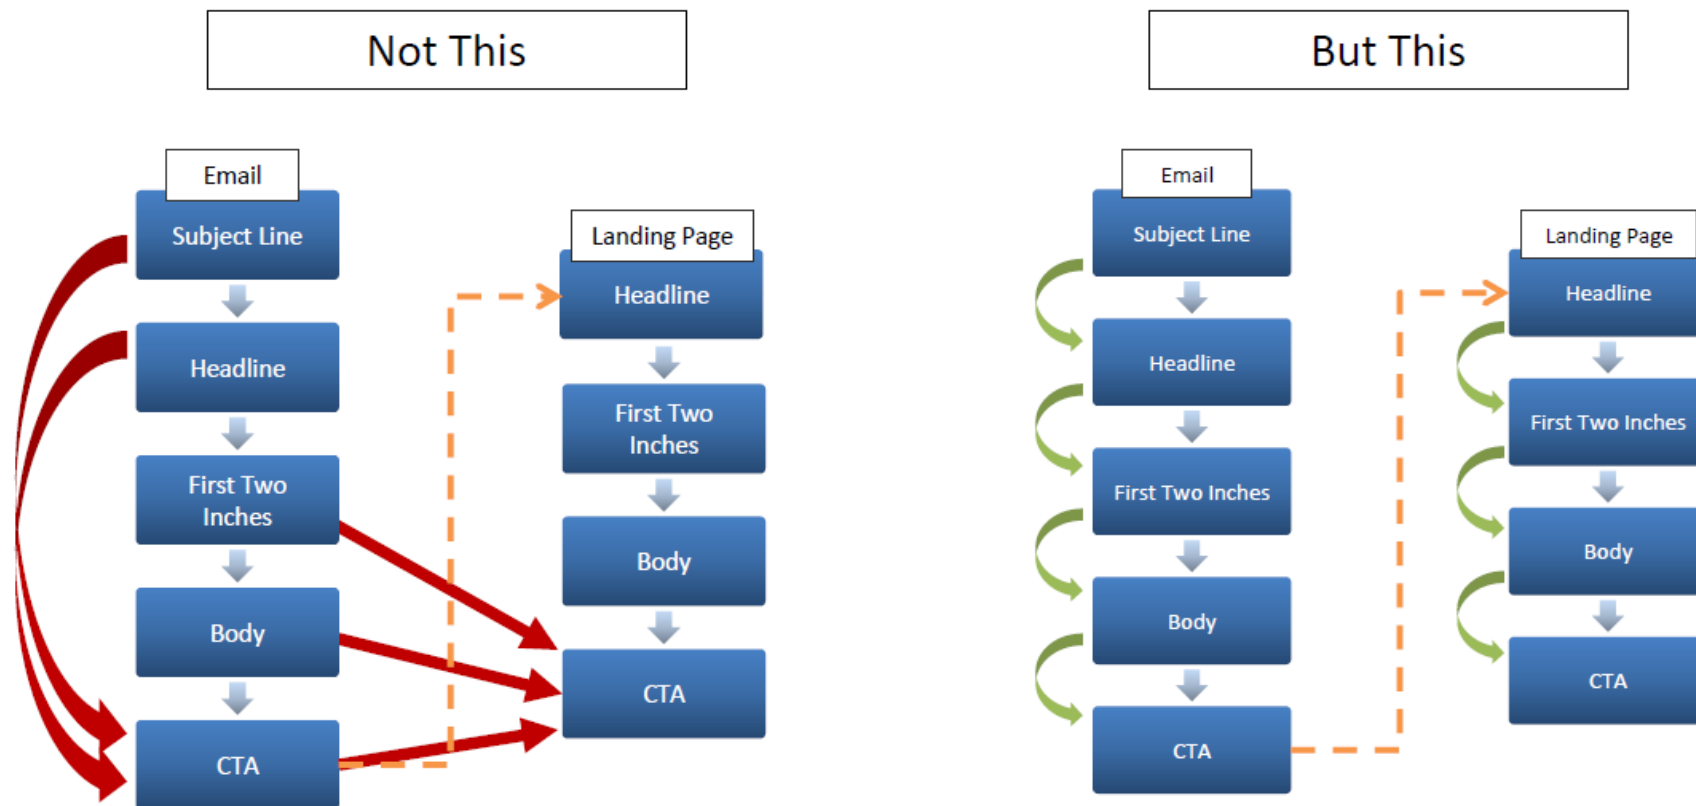 Not This
Email
Subject Line
Headline
First Two
Inches
Body
CTA
Landing Page
Headline
First Two
Inches
Body
CTA
But This
Email
Subject Line
Headline
First Two Inches
Body
CTA
Landing Page
Headline
First Two Inches
Body
CTA